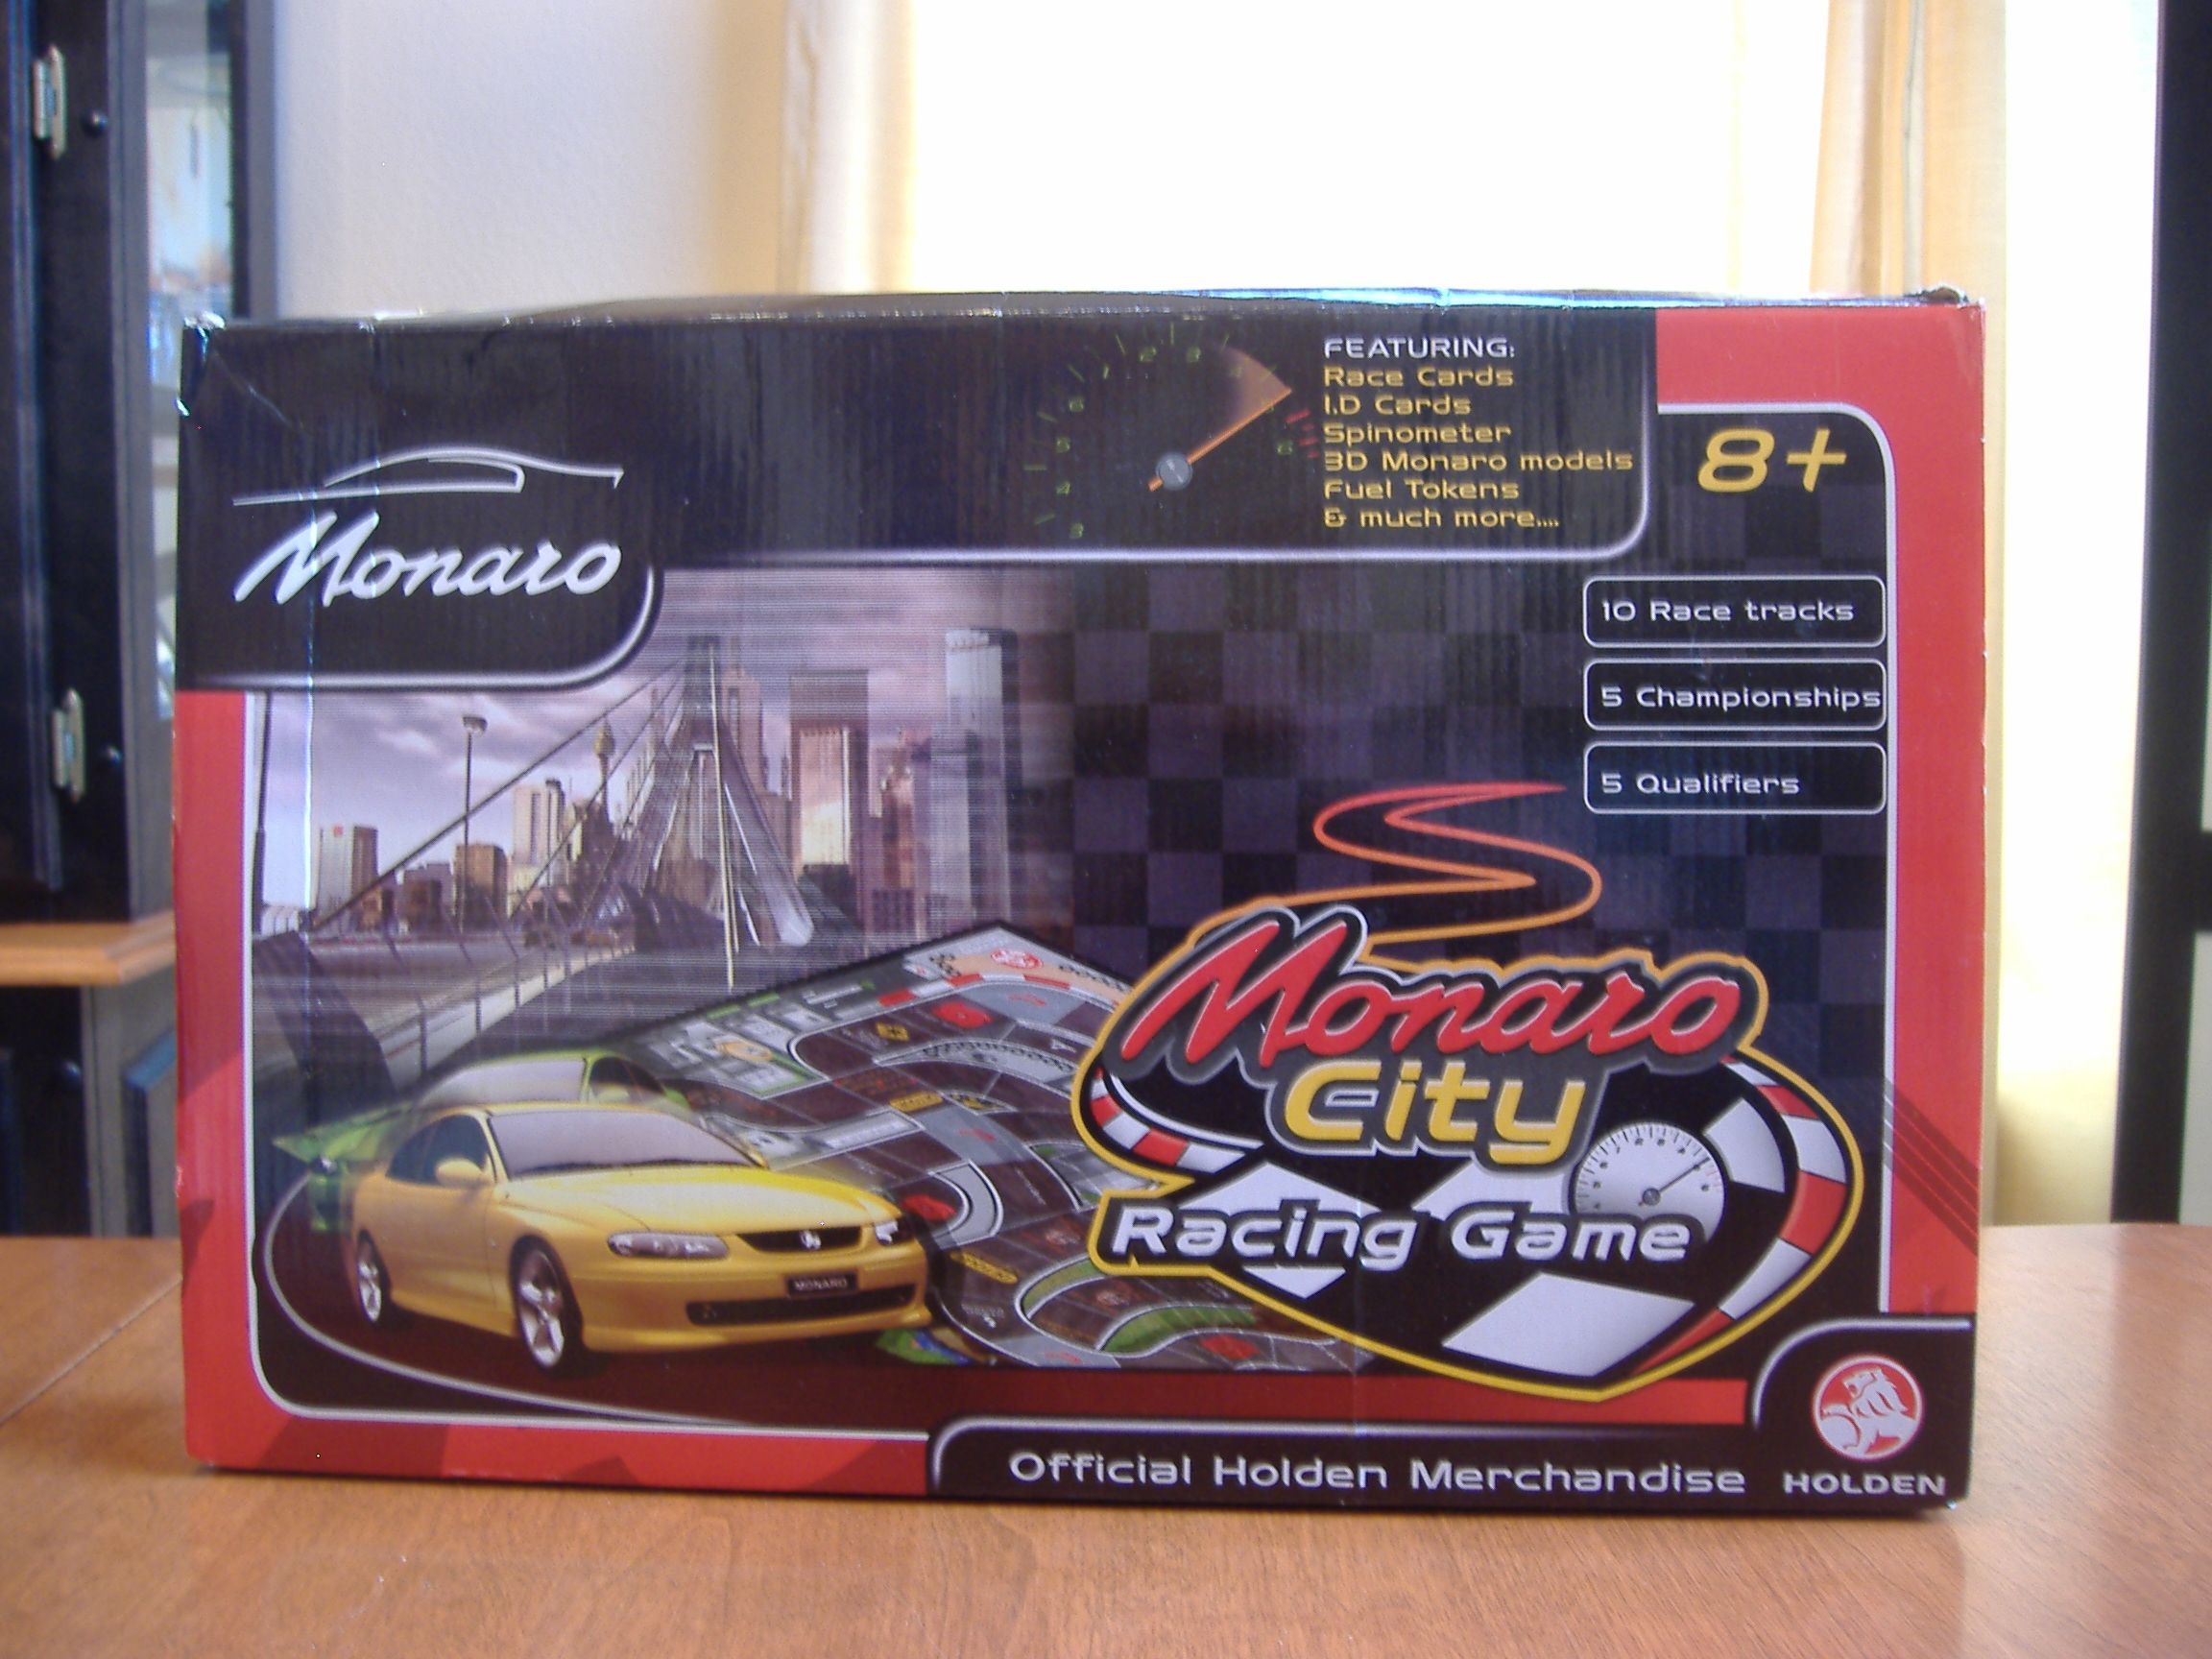 FEATURING:
Race Cards
I.D Cards
Spinometer
3D Monaro models
Fuel Tokens
& much more....
8+
Monaro
10 Race tracks
5 Championships
5 Qualifiers
Monaro
City
Racing Game
MONARO
Official Holden Merchandise
HOLDEN